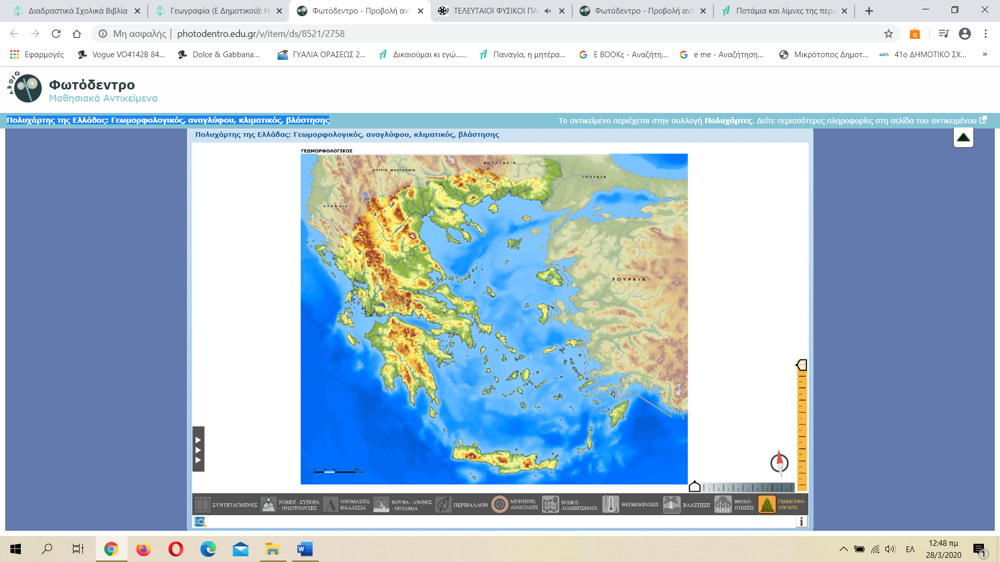 Διαδραστικά Σχολικά Βιβλία
Γεωγραφία (Ε Δημοτικού): Ηλ
Φωτόδεντρο - Προβολή αντ
ΤΕΛΕΥΤΑΙΟΙ ΦΥΣΙΚΟΙ ΠΑ
Φωτόδεντρο - Προβολή αντ
Ποτάμια και λίμνες της περι
Μη ασφαλής
photodentro.edu.gr/v/item/ds/8521/2758
Εφαρμογές
Vogue VO4142B 84...
Dolce & Gabbana...
ΓΥΑΛΙΑ ΟΡΑΣΕΩΣ 2...
Δικαιούμαι κι εγώ......
Παναγία, η μητέρα...
E BOOKς - Αναζήτη...
e me - Αναζήτηση...
Μικρότοπος Δημοτ...
41ο ΔΗΜΟΤΙΚΟ ΣΧ...
»
Φωτόδεντρο
Μαθησιακά Αντικείμενα
Πολυχάρτης της Ελλάδας: Γεωμορφολογικός, αναγλύφου, κλιματικός, βλάστησης
Το αντικείμενο περιέχεται στην συλλογή Πολυχάρτες. Δείτε περισσότερες πληροφορίες στη σελίδα του αντικειμένου
Πολυχάρτης της Ελλάδας: Γεωμορφολογικός, αναγλύφου, κλιματικός, βλάστησης
ΓΕΩΜΟΡΦΟΛΟΓΙΚΟΣ
ΒΟΥΛΓΑΡΙΑ
ΒΟΡΕΙΑ ΜΑΚΕΔΟΝΙΑ
ΤΟΥΡΚΙΑ
ΑΛΒΑΝΙΑ
ΤΟΥΡΚΙΑ
ΣΥΝΤΕΤΑΓΜΕΝΕΣ
ΝΟΜΟΙ - ΣΥΝΟΡΑ
- ΠΡΩΤΕΥΟΥΣΕΣ
ΟΝΟΜΑΣΙΕΣ
ΘΑΛΑΣΣΙΑ
ΒΟΥΝΑ - ΛΙΜΝΕΣ
- ΠΟΤΑΜΙΑ
ΠΕΡΙΒΑΛΛΟΝ
ΜΕΤΡΗΤΗΣ
ΑΠΟΣΤΑΣΗΣ
ΝΟΜΟΙ -
ΔΙΑΜΕΡΙΣΜΑΤΑ
ΘΕΡΜΟΚΡΑΣΙΕΣ
ΒΛΑΣΤΗΣΗ
ΒΡΟΧΟ-
ΠΤΩΣΕΙΣ
ΓΕΩΜΟΡΦΟ-
ΛΟΓΙΚΟΣ
i
ΕΛ
12:48 πμ
28/3/2020
1